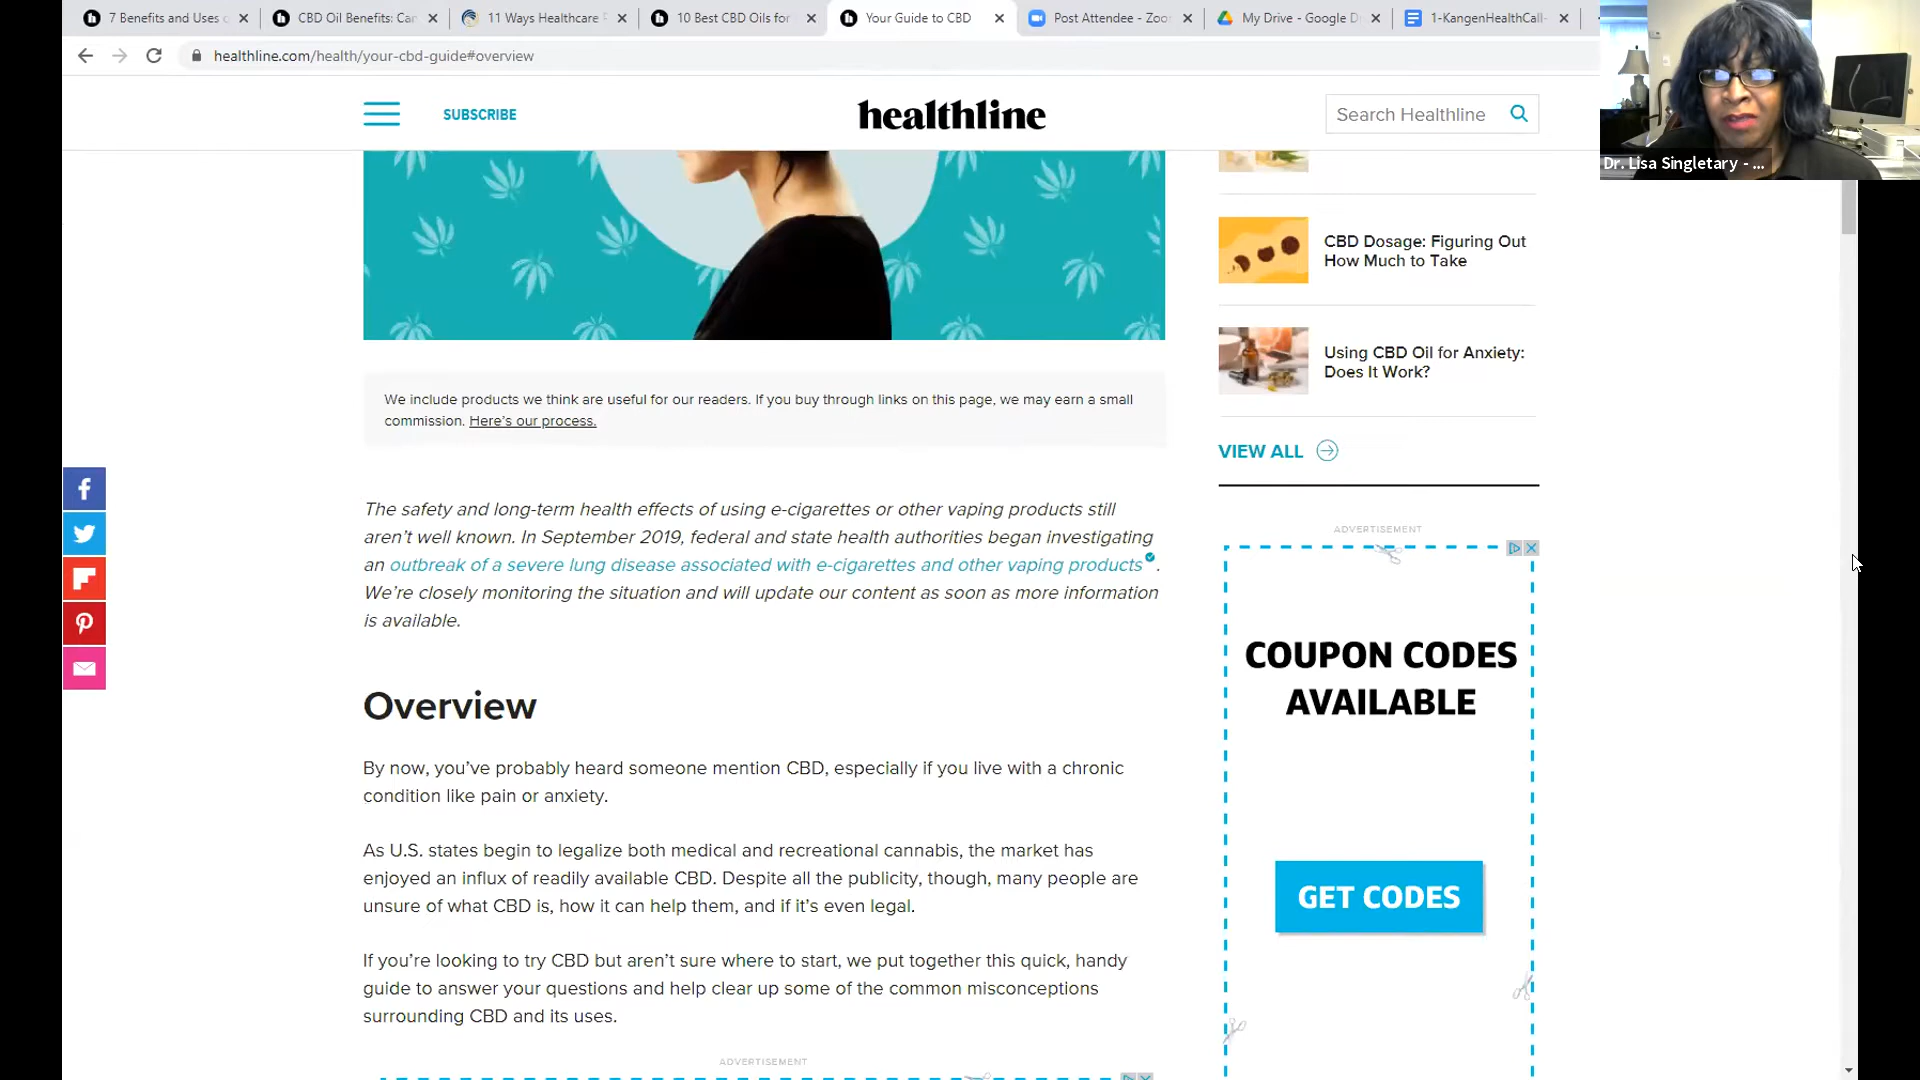 7 Benefits and Uses
CBD Oil Benefits: Can
11 Ways Healthcare
10 Best CBD Oils for
Your Guide to CBD
Post Attendee - Zoo
My Drive - Google D
1-KangenHealthCall-
healthline.com/health/your-cbd-guide#overview
Dr. Lisa Singletary - ...
SUBSCRIBE
healthline
Search Healthline
CBD Dosage: Figuring Out
How Much to Take
Using CBD Oil for Anxiety:
Does It Work?
VIEW ALL
We include products we think are useful for our readers. If you buy through links on this page, we may earn a small
commission. Here's our process.
The safety and long-term health effects of using e-cigarettes or other vaping products still
aren't well known. In September 2019, federal and state health authorities began investigating
an outbreak of a severe lung disease associated with e-cigarettes and other vaping products.
We're closely monitoring the situation and will update our content as soon as more information
is available.
Overview
By now, you've probably heard someone mention CBD, especially if you live with a chronic
condition like pain or anxiety.
As U.S. states begin to legalize both medical and recreational cannabis, the market has
enjoyed an influx of readily available CBD. Despite all the publicity, though, many people are
unsure of what CBD is, how it can help them, and if it's even legal.
If you're looking to try CBD but aren't sure where to start, we put together this quick, handy
guide to answer your questions and help clear up some of the common misconceptions
surrounding CBD and its uses.
ADVERTISEMENT
ADVERTISEMENT
COUPON CODES
AVAILABLE
GET CODES